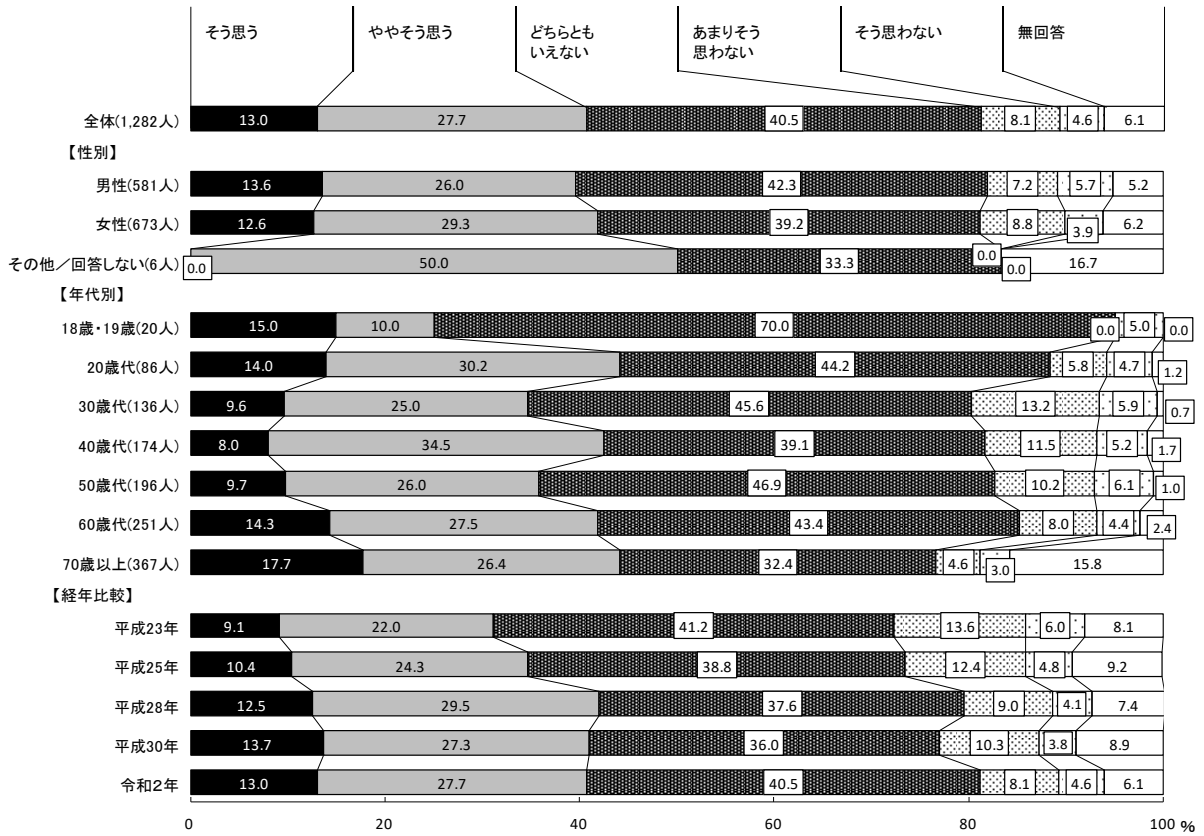 そう思う ややそう思う どちらとも あまりそう そう思わない 無回答
いえない 思わない
全体(1,282人) 13.0 27.7 40.5 8.1 4.6 6.1
【性別】
男性(581人) 13.6 26.0 42.3 7.2 5.7 5.2
女性(673人) 12.6 29.3 39.2 8.8 3.9 6.2
その他/回答しない(6人) 0.0 50.0 33.3 0.0 0.0 16.7
【年代別】
18歳・19歳(20人) 15.0 10.0 70.0 0.0 5.0 0.0
20歳代(86人) 14.0 30.2 44.2 5.8 4.7 1.2
30歳代(136人) 9.6 25.0 45.6 13.2 5.9 0.7
40歳代(174人) 8.0 34.5 39.1 11.5 5.2 1.7
50歳代(196人) 9.7 26.0 46.9 10.2 6.1 1.0
60歳代(251人) 14.3 27.5 43.4 8.0 4.4 2.4
70歳以上(367人) 17.7 26.4 32.4 4.6 3.0 15.8
【経年比較】
平成23年 9.1 22.0 41.2 13.6 6.0 8.1
平成25年 10.4 24.3 38.8 12.4 4.8 9.2
平成28年 12.5 29.5 37.6 9.0 4.1 7.4
平成30年 13.7 27.3 36.0 10.3 3.8 8.9
令和2年 13.0 27.7 40.5 8.1 4.6 6.1
0 20 40 60 80 100 %